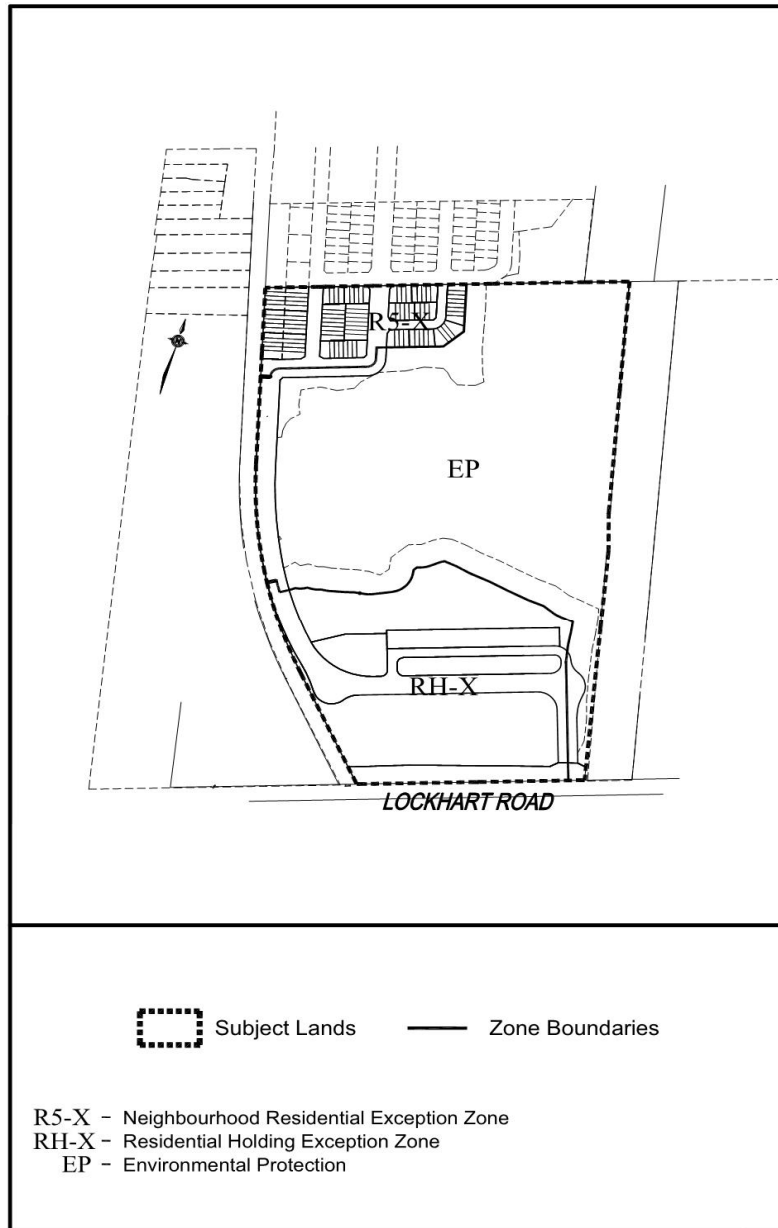 R5-X
EP
RH-X
LOCKHART ROAD
Subject Lands
Zone Boundaries
R5-X - Neighbourhood Residential Exception Zone
RH-X - Residential Holding Exception Zone
EP - Environmental Protection